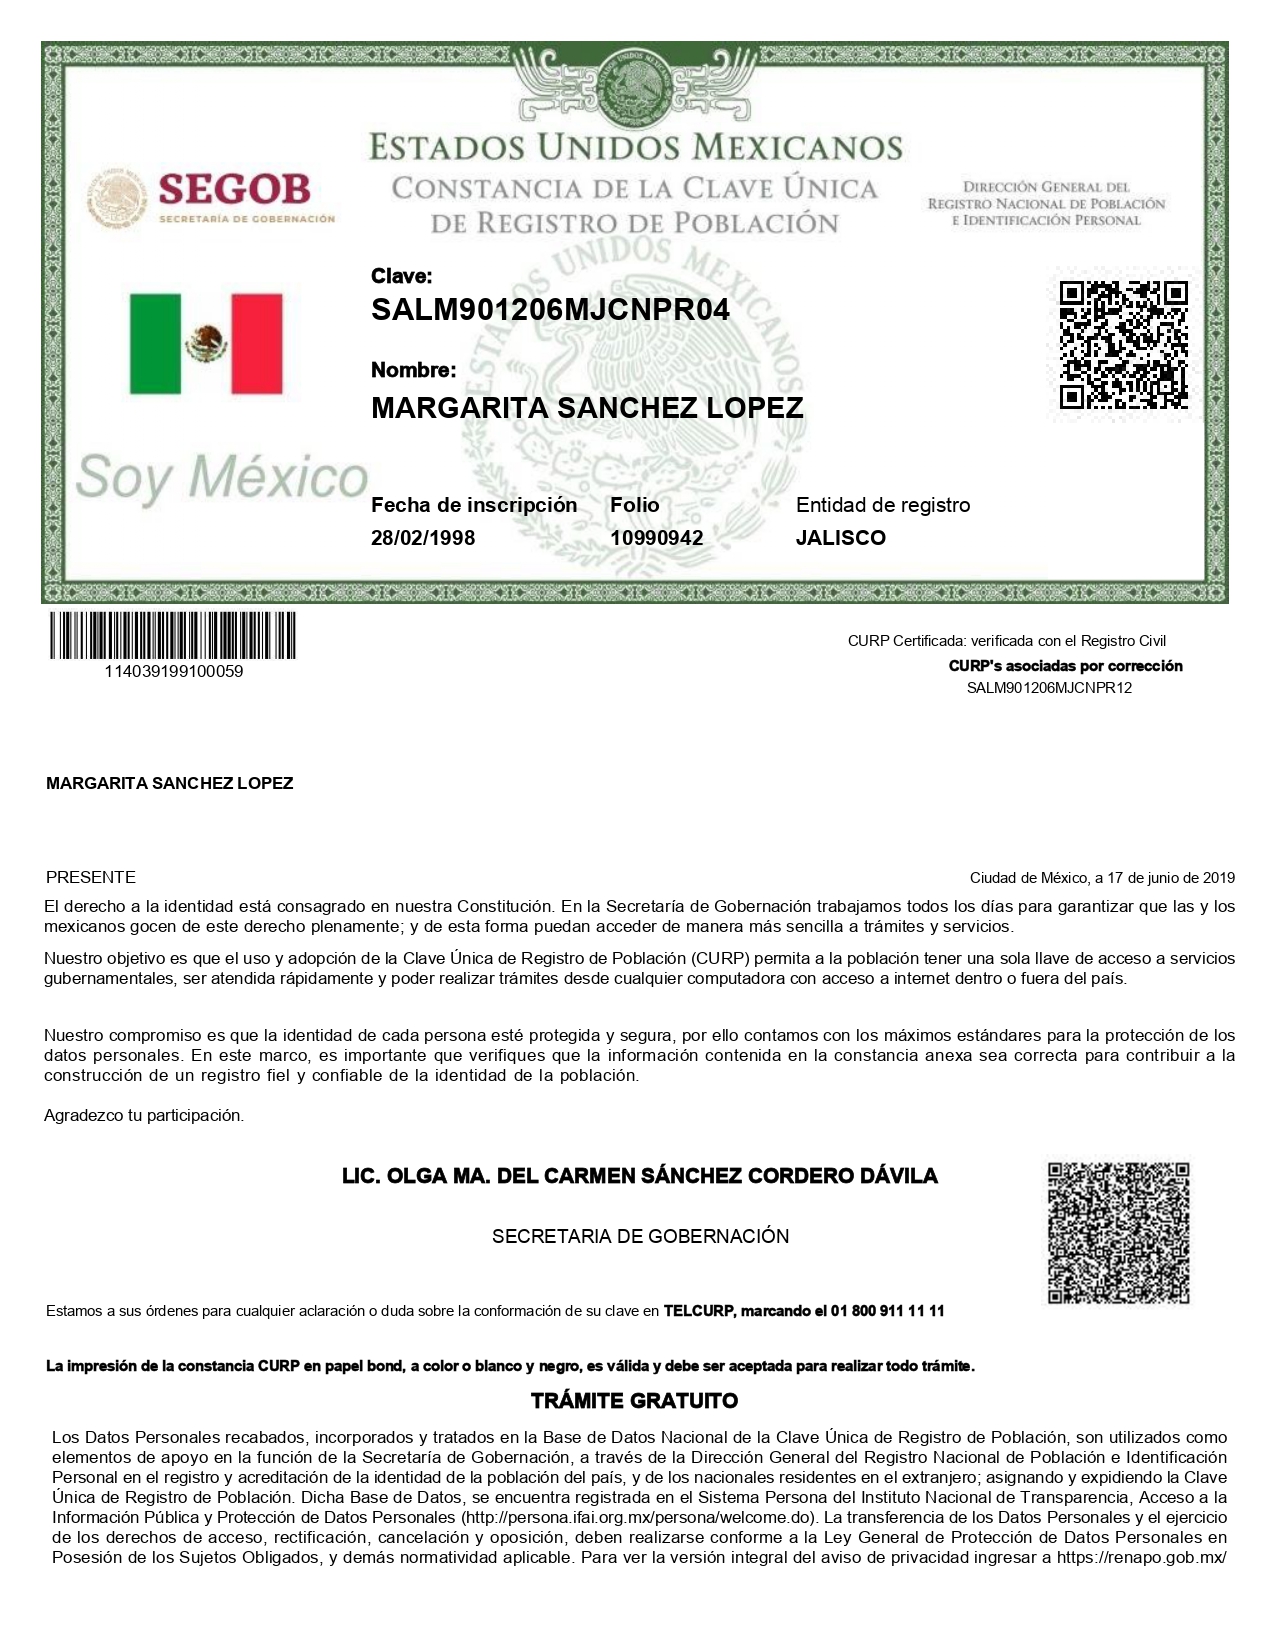 ESTADOS UNIDOS MEXICANOS
CONSTANCIA DE LA CLAVE ÚNICA
DE REGISTRO DE POBLACIÓN
SEGOB
SECRETARÍA DE GOBERNACIÓN
DIRECCIÓN GENERAL DEL
REGISTRO NACIONAL DE POBLACIÓN
E IDENTIFICACIÓN PERSONAL
ESTADOS UNIDOS MEXICANOS
Clave:
SALM901206MJCNPR04
Nombre:
MARGARITA SANCHEZ LOPEZ
Soy México
Fecha de inscripción Folio Entidad de registro
28/02/1998 10990942 JALISCO
114039199100059
CURP Certificada: verificada con el Registro Civil
CURP's asociadas por corrección
SALM901206MJCNPR12
MARGARITA SANCHEZ LOPEZ
PRESENTE Ciudad de México, a 17 de junio de 2019
El derecho a la identidad está consagrado en nuestra Constitución. En la Secretaría de Gobernación trabajamos todos los días para garantizar que las y los
mexicanos gocen de este derecho plenamente; y de esta forma puedan acceder de manera más sencilla a trámites y servicios.
Nuestro objetivo es que el uso y adopción de la Clave Única de Registro de Población (CURP) permita a la población tener una sola llave de acceso a servicios
gubernamentales, ser atendida rápidamente y poder realizar trámites desde cualquier computadora con acceso a internet dentro o fuera del país.
Nuestro compromiso es que la identidad de cada persona esté protegida y segura, por ello contamos con los máximos estándares para la protección de los
datos personales. En este marco, es importante que verifiques que la información contenida en la constancia anexa sea correcta para contribuir a la
construcción de un registro fiel y confiable de la identidad de la población.
Agradezco tu participación.
LIC. OLGA MA. DEL CARMEN SÁNCHEZ CORDERO DÁVILA
SECRETARIA DE GOBERNACIÓN
Estamos a sus órdenes para cualquier aclaración o duda sobre la conformación de su clave en TELCURP, marcando el 01 800 911 11 11
La impresión de la constancia CURP en papel bond, a color o blanco y negro, es válida y debe ser aceptada para realizar todo trámite.
TRÁMITE GRATUITO
Los Datos Personales recabados, incorporados y tratados en la Base de Datos Nacional de la Clave Única de Registro de Población, son utilizados como
elementos de apoyo en la función de la Secretaría de Gobernación, a través de la Dirección General del Registro Nacional de Población e Identificación
Personal en el registro y acreditación de la identidad de la población del país, y de los nacionales residentes en el extranjero; asignando y expidiendo la Clave
Única de Registro de Población. Dicha Base de Datos, se encuentra registrada en el Sistema Persona del Instituto Nacional de Transparencia, Acceso a la
Información Pública y Protección de Datos Personales (http://persona.ifai.org.mx/persona/welcome.do). La transferencia de los Datos Personales y el ejercicio
de los derechos de acceso, rectificación, cancelación y oposición, deben realizarse conforme a la Ley General de Protección de Datos Personales en
Posesión de los Sujetos Obligados, y demás normatividad aplicable. Para ver la versión integral del aviso de privacidad ingresar a https://renapo.gob.mx/